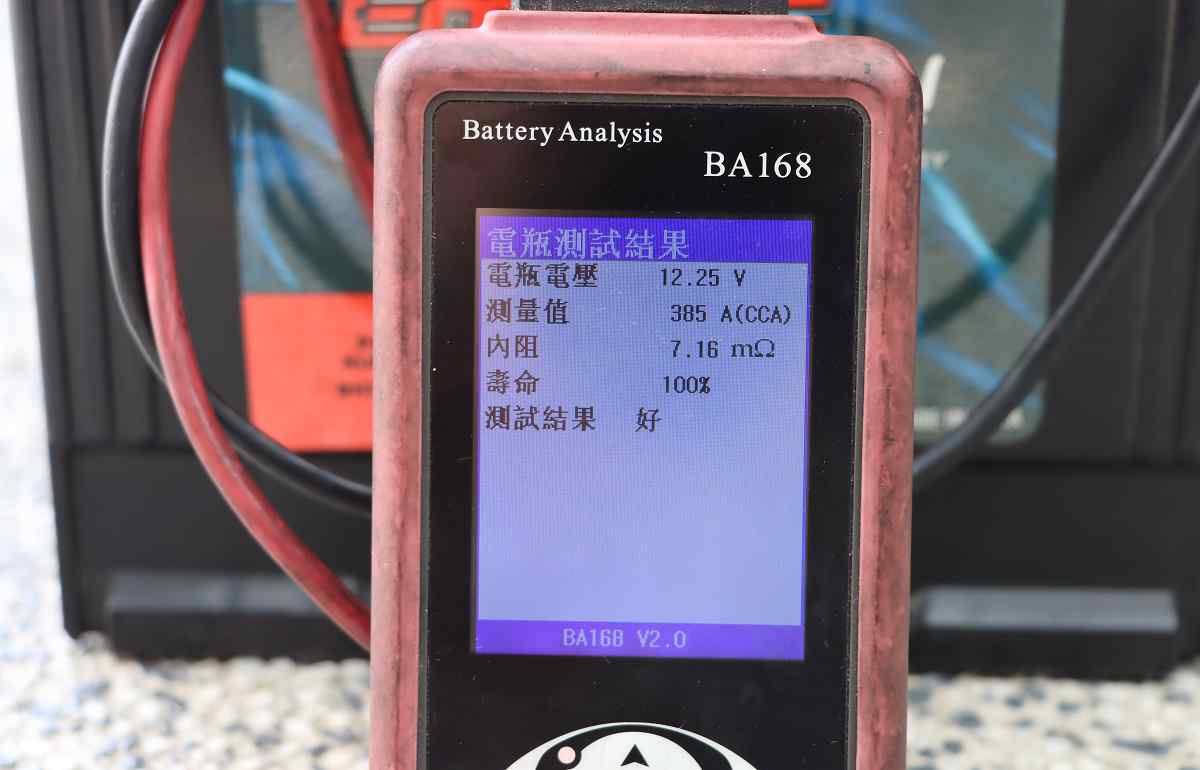 Battery Analysis
BA168
電瓶測試結果
電瓶電壓 12.25 V
測量值 385 A(CCA)
內阻 7.16 mΩ
壽命 100%
測試結果 好
BA168 V2.0